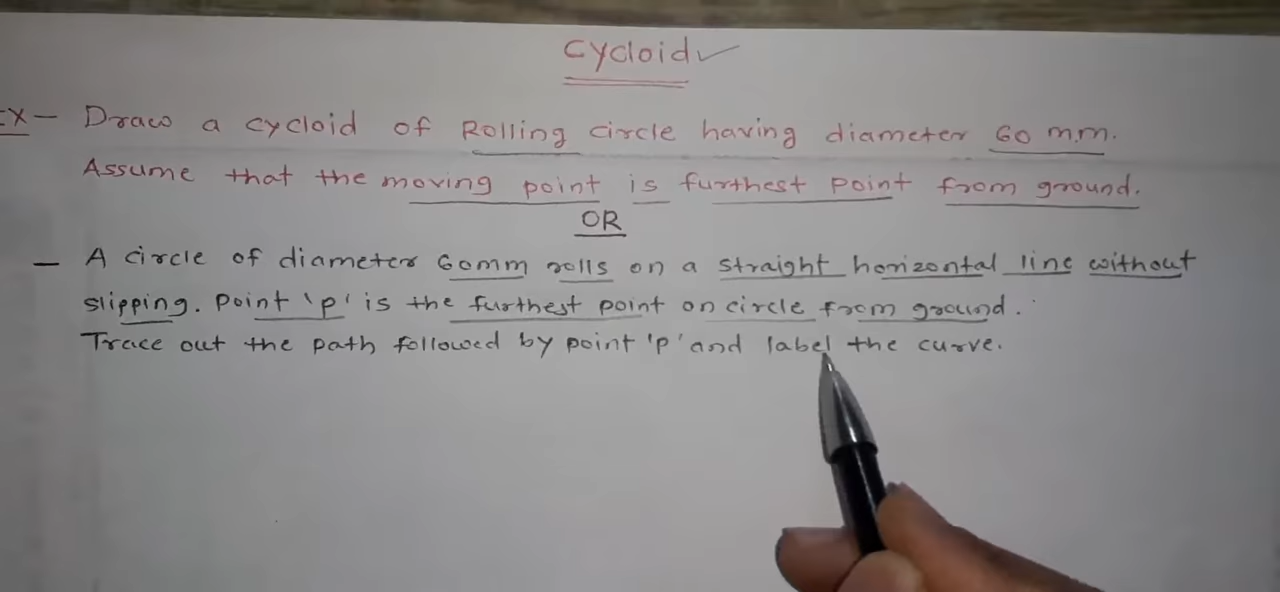 Cycloid ✓
Ex- Draw a cycloid of Rolling circle having diameter 60 m.m.
Assume that the moving point is furthest point from ground.
OR
- A circle of diameter 60mm rolls on a straight horizontal line without
slipping. Point 'p' is the furthest point on circle from ground.
Trace out the path followed by point 'p' and label the curve.